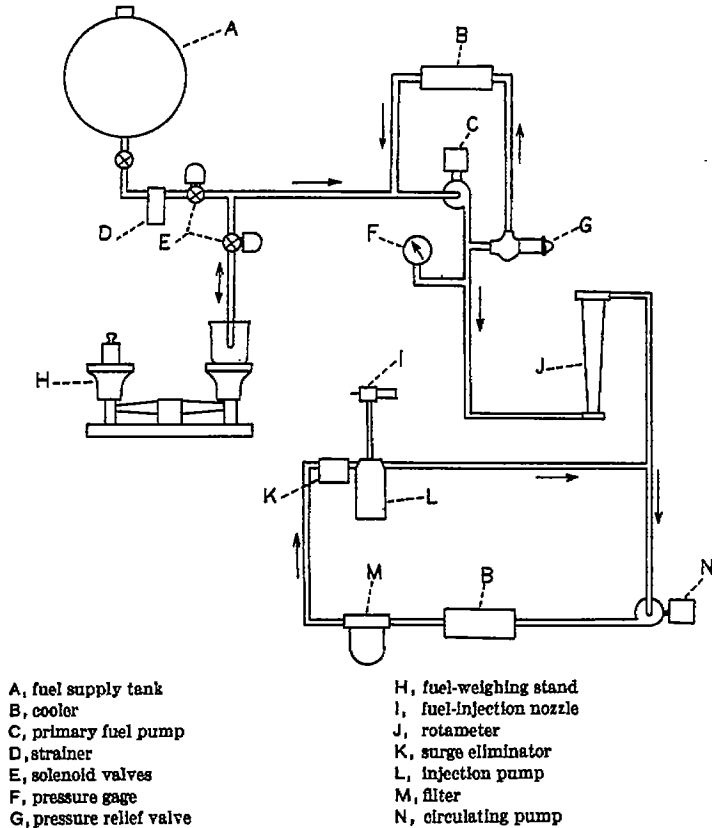 A
B
C
D
E
F
G
H
I
J
K
L
M
B
N
A, fuel supply tank
B, cooler
C, primary fuel pump
D, strainer
E, solenoid valves
F, pressure gage
G, pressure relief valve
H, fuel-weighing stand
I, fuel-injection nozzle
J, rotameter
K, surge eliminator
L, injection pump
M, filter
N, circulating pump